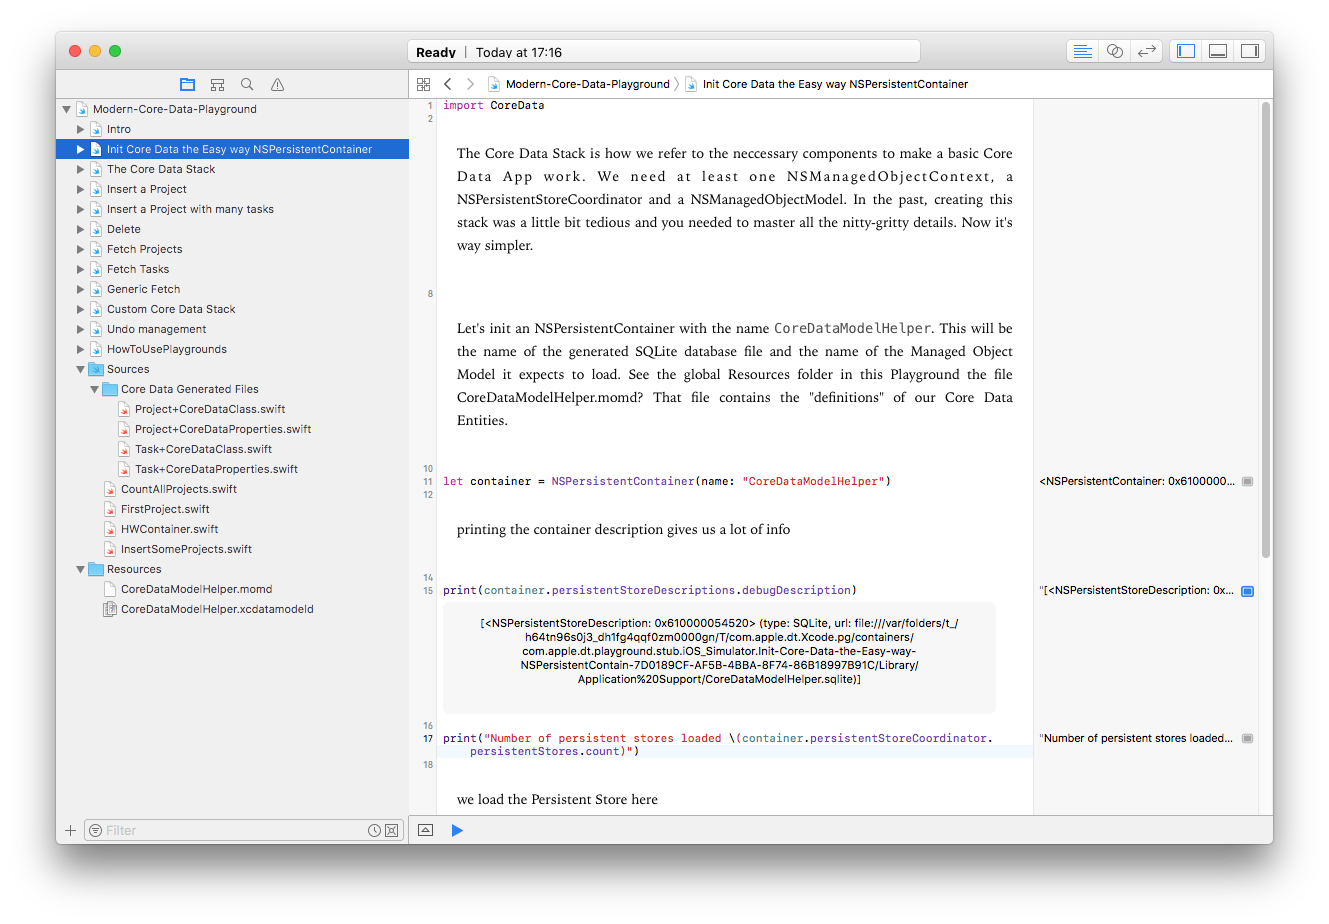 Ready | Today at 17:16
Modern-Core-Data-Playground
Intro
Init Core Data the Easy way NSPersistentContainer
The Core Data Stack
Insert a Project
Insert a Project with many tasks
Delete
Fetch Projects
Fetch Tasks
Generic Fetch
Custom Core Data Stack
Undo management
HowToUsePlaygrounds
Sources
Core Data Generated Files
Project+CoreDataClass.swift
Project+CoreDataProperties.swift
Task+CoreDataClass.swift
Task+CoreDataProperties.swift
CountAllProjects.swift
FirstProject.swift
HWContainer.swift
InsertSomeProjects.swift
Resources
CoreDataModelHelper.momd
CoreDataModelHelper.xcdatamodeld
Filter
Modern-Core-Data-Playground Init Core Data the Easy way NSPersistentContainer
1 import CoreData
2
The Core Data Stack is how we refer to the neccessary components to make a basic Core
Data App work. We need at least one NSManagedObjectContext, a
NSPersistentStoreCoordinator and a NSManagedObjectModel. In the past, creating this
stack was a little bit tedious and you needed to master all the nitty-gritty details. Now it's
way simpler.
8
Let's init an NSPersistentContainer with the name CoreDataModelHelper. This will be
the name of the generated SQLite database file and the name of the Managed Object
Model it expects to load. See the global Resources folder in this Playground the file
CoreDataModelHelper.momd? That file contains the "definitions" of our Core Data
Entities.
10
11 let container = NSPersistentContainer(name: "CoreDataModelHelper")
<NSPersistentContainer: 0x6100000...
12
printing the container description gives us a lot of info
14
15 print(container.persistentStoreDescriptions.debugDescription)
"[<NSPersistentStoreDescription: 0x...
[<NSPersistentStoreDescription: 0x610000054520> (type: SQLite, url: file:///var/folders/t_/
h64tn96s0j3_dh1fg4qqf0zm0000gn/T/com.apple.dt.Xcode.pg/containers/
com.apple.dt.playground.stub.iOS_Simulator.Init-Core-Data-the-Easy-way-
NSPersistentContain-7D0189CF-AF5B-4BBA-8F74-86B18997B91C/Library/
Application%20Support/CoreDataModelHelper.sqlite)]
16
17 print("Number of persistent stores loaded \(container.persistentStoreCoordinator.
"Number of persistent stores loaded...
persistentStores.count)")
18
we load the Persistent Store here